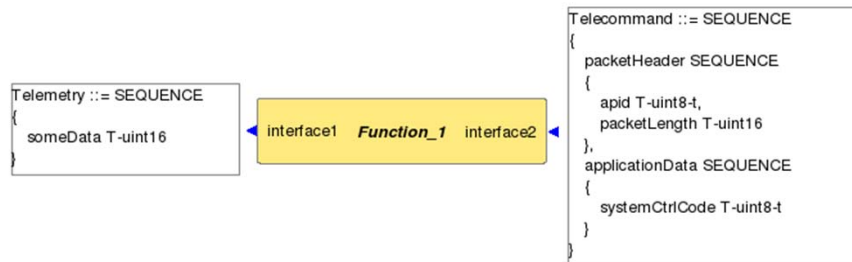 Telemetry ::= SEQUENCE
{
someData T-uint16
}
interface1 Function_1 interface2
Telecommand ::= SEQUENCE
{
packetHeader SEQUENCE
{
apid T-uint8-t,
packetLength T-uint16
},
applicationData SEQUENCE
{
systemCtrlCode T-uint8-t
}
}